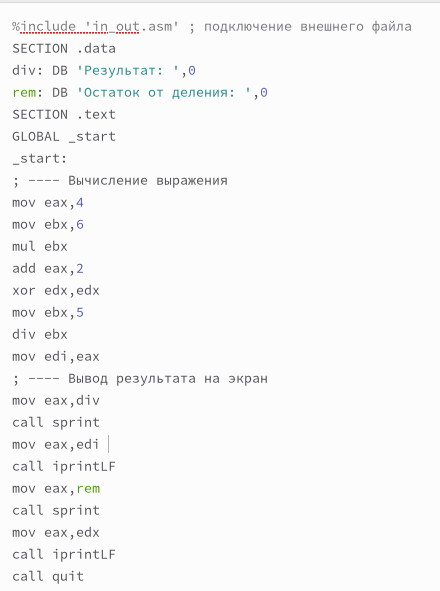 %include 'in_out.asm' ; подключение внешнего файла
SECTION .data
div: DB 'Результат: ',0
rem: DB 'Остаток от деления: ',0
SECTION .text
GLOBAL _start
_start:
; ---- Вычисление выражения
mov eax,4
mov ebx,6
mul ebx
add eax,2
xor edx,edx
mov ebx,5
div ebx
mov edi,eax
; ---- Вывод результата на экран
mov eax,div
call sprint
mov eax,edi
call iprintLF
mov eax,rem
call sprint
mov eax,edx
call iprintLF
call quit